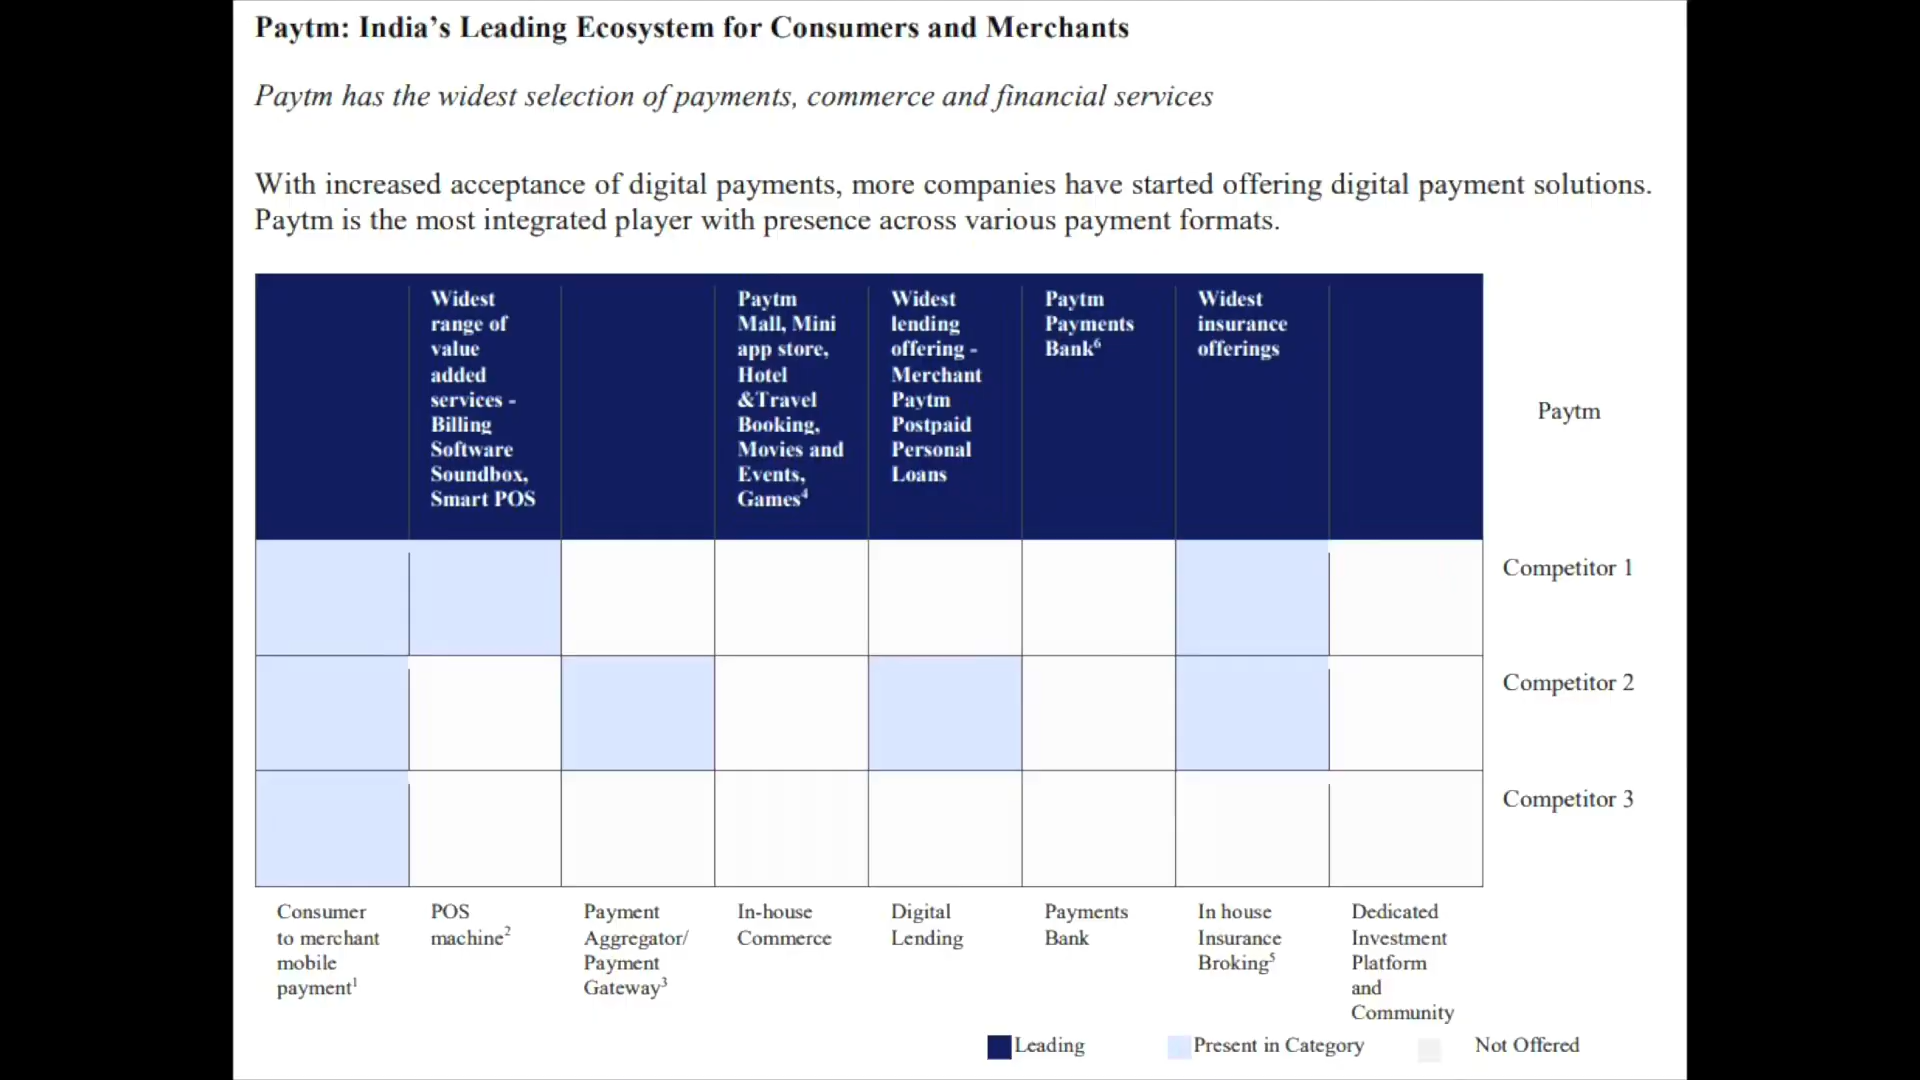 Paytm: India's Leading Ecosystem for Consumers and Merchants
Paytm has the widest selection of payments, commerce and financial services
With increased acceptance of digital payments, more companies have started offering digital payment solutions.
Paytm is the most integrated player with presence across various payment formats.
Widest
range of
value
added
services -
Billing
Software
Soundbox,
Smart POS
Paytm
Mall, Mini
app store,
Hotel
&Travel
Booking,
Movies and
Events,
Games⁴
Widest
lending
offering -
Merchant
Paytm
Postpaid
Personal
Loans
Paytm
Payments
Bank⁶
Widest
insurance
offerings
Paytm
Competitor 1
Competitor 2
Competitor 3
Consumer
to merchant
mobile
payment¹
POS
machine²
Payment
Aggregator/
Payment
Gateway³
In-house
Commerce
Digital
Lending
Payments
Bank
In house
Insurance
Broking⁵
Dedicated
Investment
Platform
and
Community
Leading
Present in Category
Not Offered